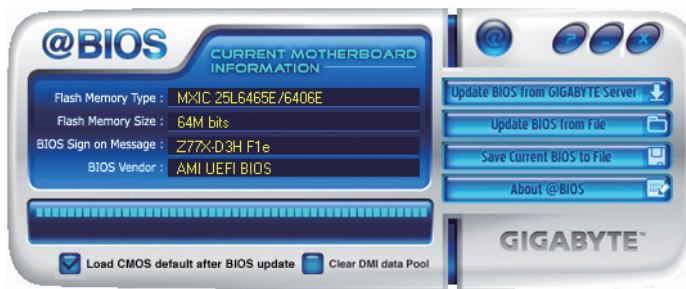 @BIOS
CURRENT MOTHERBOARD
INFORMATION
Flash Memory Type : MXIC 25L6465E/6406E
Flash Memory Size : 64M bits
BIOS Sign on Message : Z77X-D3H F1e
BIOS Vendor : AMI UEFI BIOS
Load CMOS default after BIOS update Clear DMI data Pool
@ ? - X
Update BIOS from GIGABYTE Server
Update BIOS from File
Save Current BIOS to File
About @BIOS
GIGABYTE™